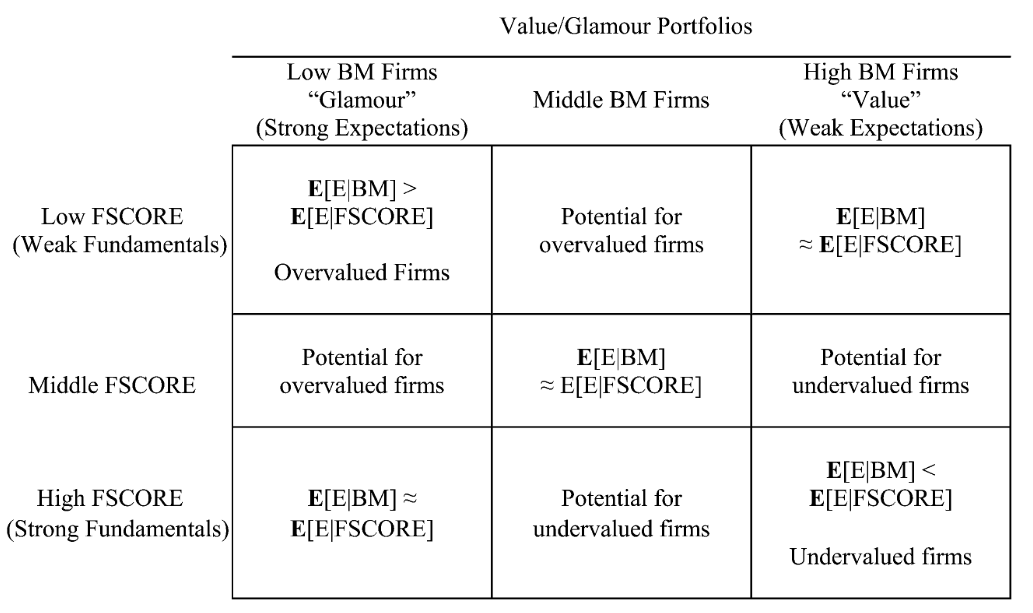 Value/Glamour Portfolios
Low BM Firms
“Glamour”
(Strong Expectations)
Middle BM Firms
High BM Firms
“Value”
(Weak Expectations)
Low FSCORE
(Weak Fundamentals)
E[E|BM] >
E[E|FSCORE]
Overvalued Firms
Potential for
overvalued firms
E[E|BM]
≈ E[E|FSCORE]
Middle FSCORE
Potential for
overvalued firms
E[E|BM]
≈ E[E|FSCORE]
Potential for
undervalued firms
High FSCORE
(Strong Fundamentals)
E[E|BM] ≈
E[E|FSCORE]
Potential for
undervalued firms
E[E|BM] <
E[E|FSCORE]
Undervalued firms